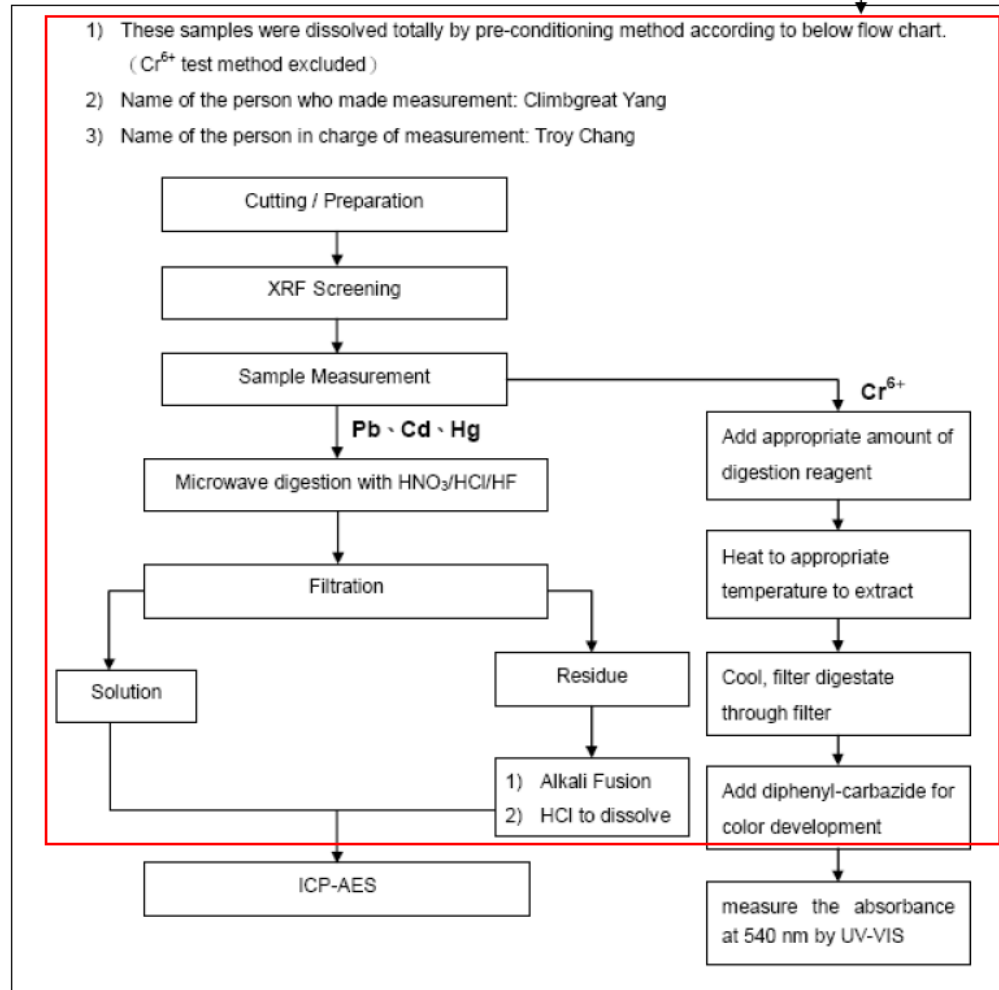 1) These samples were dissolved totally by pre-conditioning method according to below flow chart.
（Cr⁶⁺ test method excluded）
2) Name of the person who made measurement: Climbgreat Yang
3) Name of the person in charge of measurement: Troy Chang
Cutting / Preparation
XRF Screening
Sample Measurement
Pb、Cd、Hg
Microwave digestion with HNO₃/HCl/HF
Filtration
Solution
Residue
1) Alkali Fusion
2) HCl to dissolve
ICP-AES
Cr⁶⁺
Add appropriate amount of
digestion reagent
Heat to appropriate
temperature to extract
Cool, filter digestate
through filter
Add diphenyl-carbazide for
color development
measure the absorbance
at 540 nm by UV-VIS